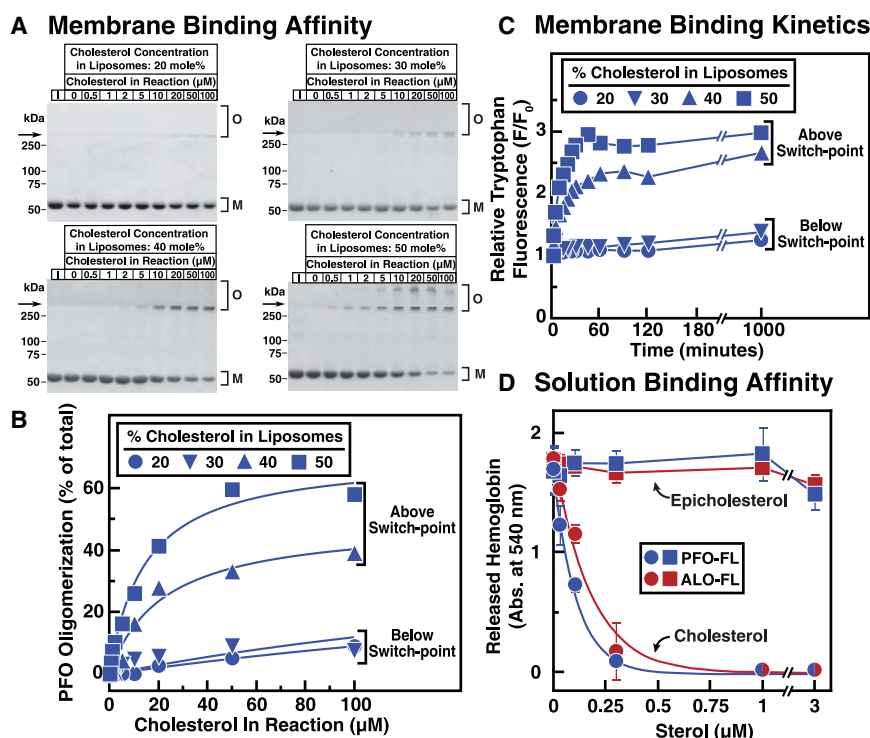 A Membrane Binding Affinity
Cholesterol Concentration
in Liposomes: 20 mole%
Cholesterol in Reaction (µM)
I 0 0.5 1 2 5 10 20 50 100
kDa
250
100
75
50
O
M
Cholesterol Concentration
in Liposomes: 30 mole%
Cholesterol in Reaction (µM)
I 0 0.5 1 2 5 10 20 50 100
kDa
250
100
75
50
O
M
Cholesterol Concentration
in Liposomes: 40 mole%
Cholesterol in Reaction (µM)
I 0 0.5 1 2 5 10 20 50 100
kDa
250
100
75
50
O
M
Cholesterol Concentration
in Liposomes: 50 mole%
Cholesterol in Reaction (µM)
I 0 0.5 1 2 5 10 20 50 100
kDa
250
100
75
50
O
M
B
% Cholesterol in Liposomes
20 30 40 50
PFO Oligomerization (% of total)
60
40
20
0
Above
Switch-point
Below
Switch-point
0 20 40 60 80 100
Cholesterol In Reaction (µM)
C Membrane Binding Kinetics
% Cholesterol in Liposomes
20 30 40 50
Relative Tryptophan
Fluorescence (F/F0)
3
2
1
0
Above
Switch-point
Below
Switch-point
0 60 120 180 1000
Time (minutes)
D Solution Binding Affinity
Released Hemoglobin
(Abs. at 540 nm)
2
2
0
Epicholesterol
PFO-FL
ALO-FL
Cholesterol
0 0.25 0.5 0.75 1 3
Sterol (µM)